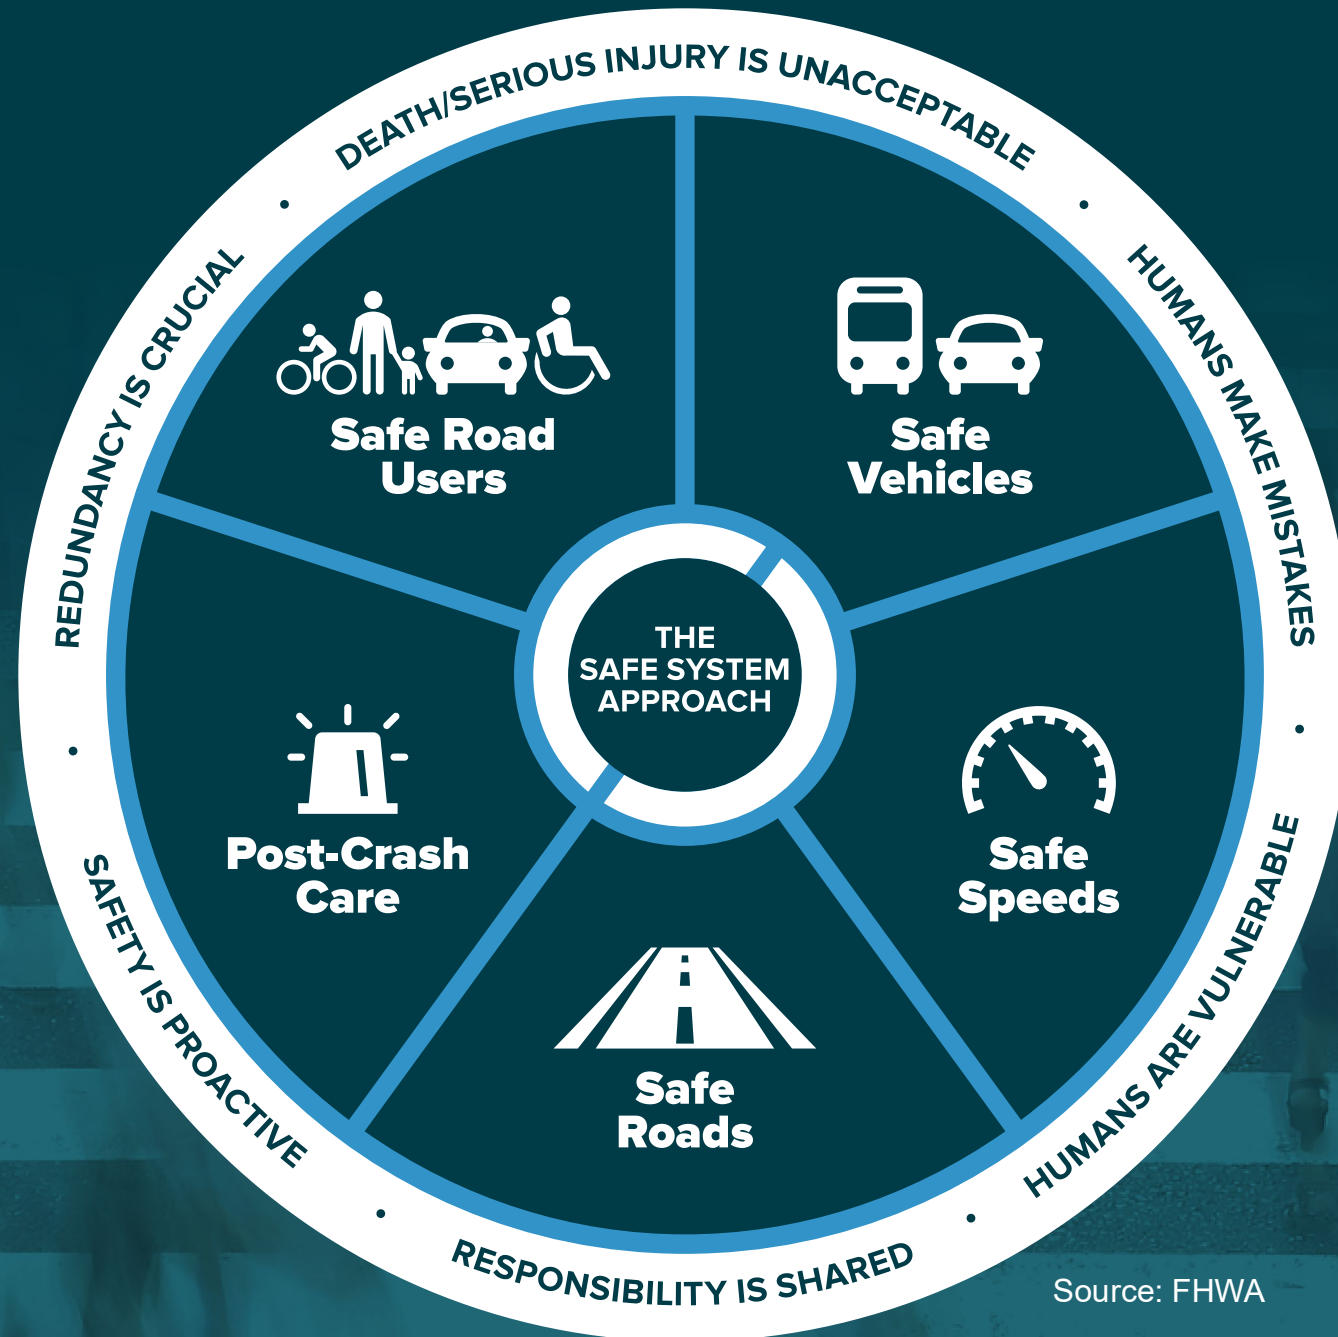 DEATH/SERIOUS INJURY IS UNACCEPTABLE
HUMANS MAKE MISTAKES
HUMANS ARE VULNERABLE
RESPONSIBILITY IS SHARED
SAFETY IS PROACTIVE
REDUNDANCY IS CRUCIAL
Safe Road
Users
Safe
Vehicles
Safe
Speeds
Safe
Roads
Post-Crash
Care
THE
SAFE SYSTEM
APPROACH
Source: FHWA